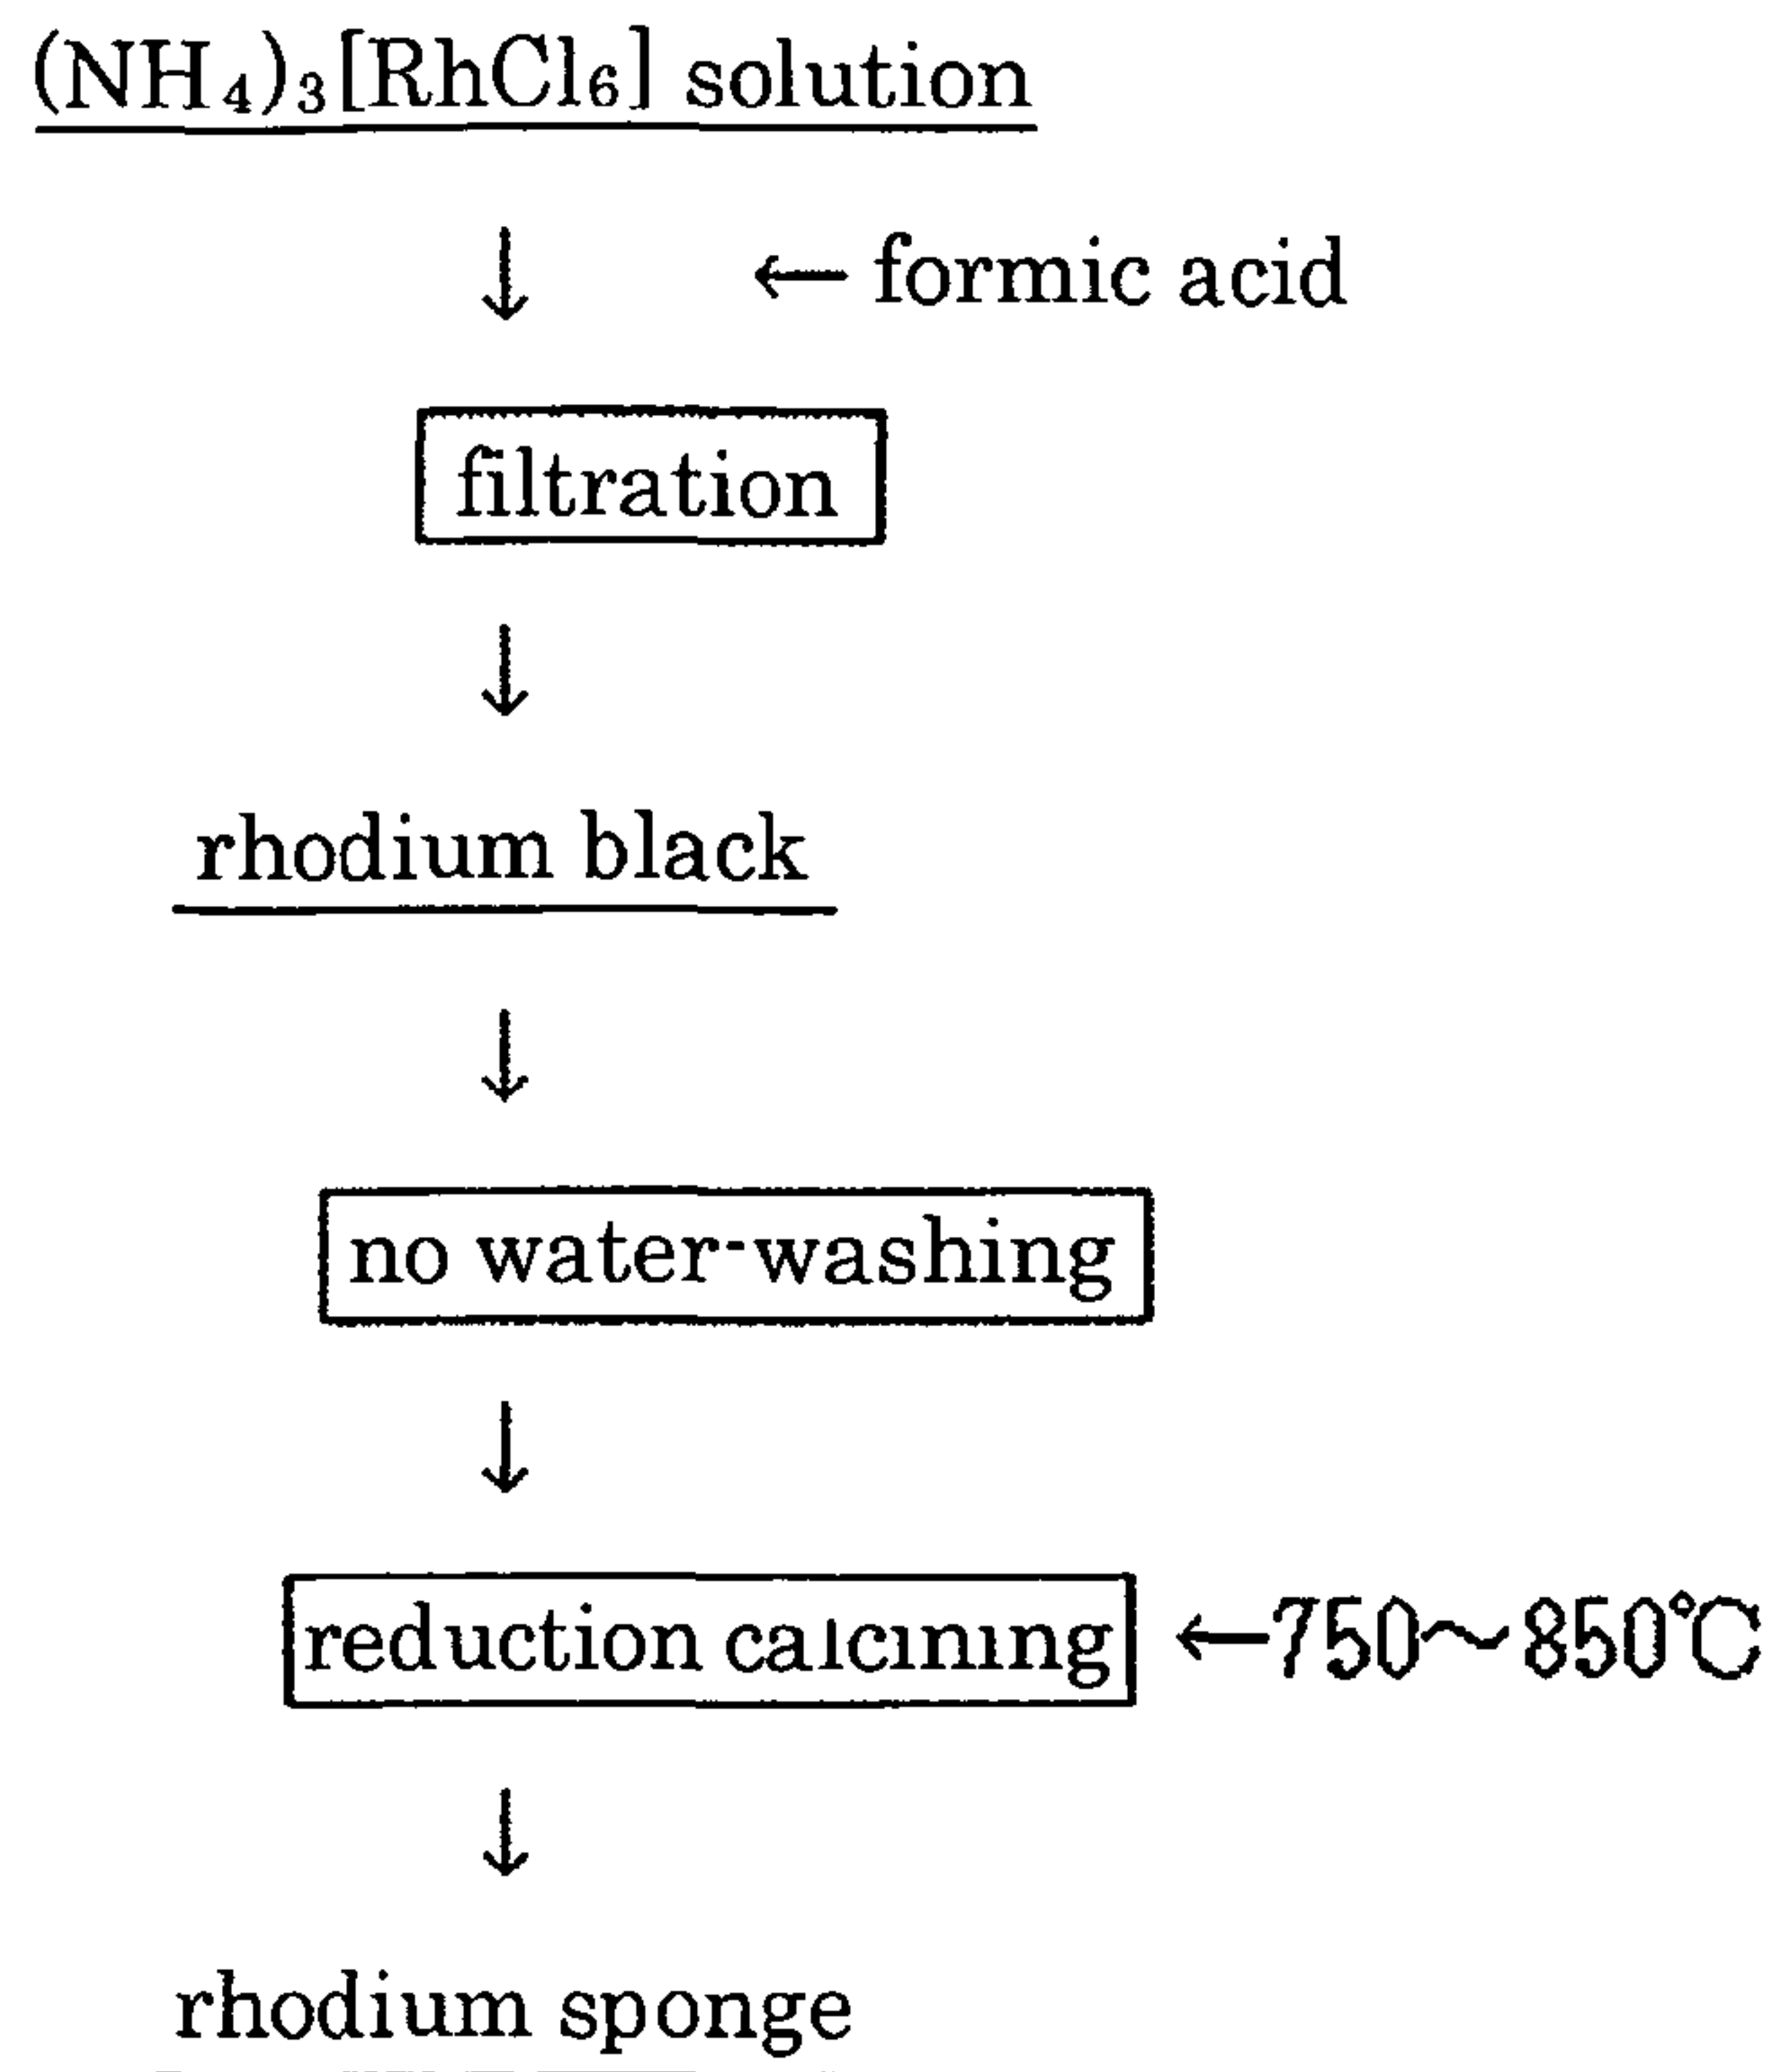 (NH₄)₃[RhCl₆] solution
↓ ← formic acid
filtration
↓
rhodium black
↓
no water-washing
↓
reduction calcining ←750～850℃
↓
rhodium sponge